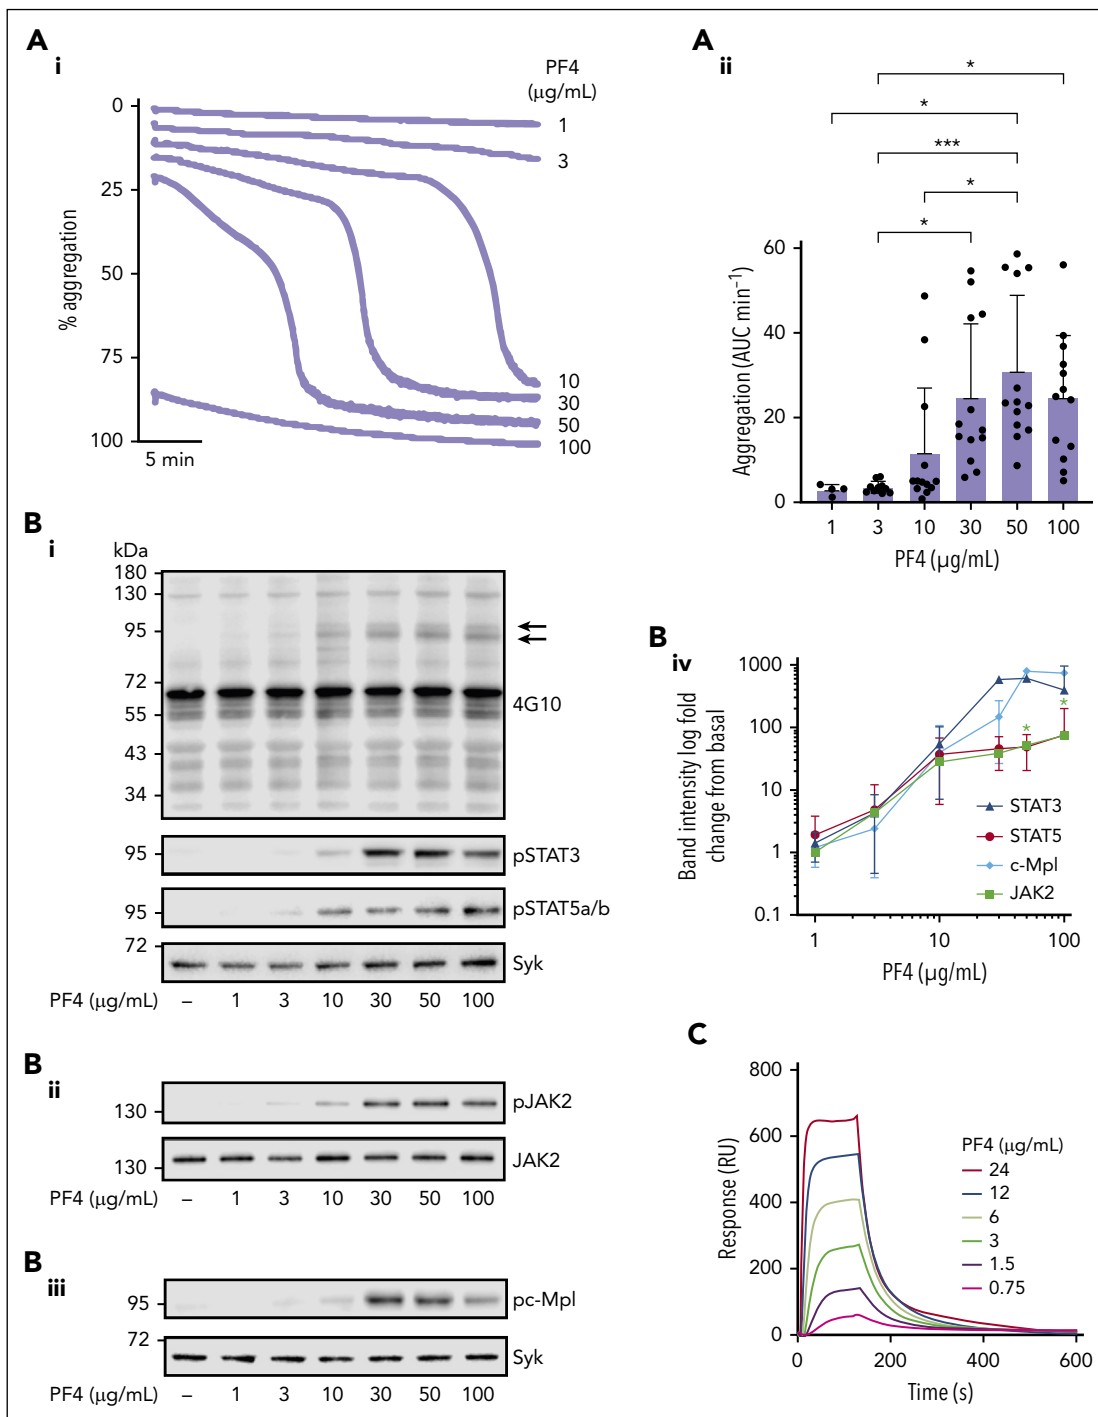 A
i
PF4
(µg/mL)
0
25
50
75
100
% aggregation
1
3
10
30
50
100
5 min
A
ii
*
*
***
*
*
60
40
20
0
Aggregation (AUC min⁻¹)
1 3 10 30 50 100
PF4 (µg/mL)
B
i
kDa
180
130
95
72
55
43
34
4G10
95
pSTAT3
95
pSTAT5a/b
72
Syk
PF4 (µg/mL) – 1 3 10 30 50 100
B
ii
130
pJAK2
130
JAK2
PF4 (µg/mL) – 1 3 10 30 50 100
B
iii
95
pc-Mpl
72
Syk
PF4 (µg/mL) – 1 3 10 30 50 100
B
iv
1000
100
10
1
0.1
Band intensity log fold
change from basal
*
*
STAT3
STAT5
c-Mpl
JAK2
1 10 100
PF4 (µg/mL)
C
800
600
400
200
0
Response (RU)
PF4 (µg/mL)
24
12
6
3
1.5
0.75
0 200 400 600
Time (s)